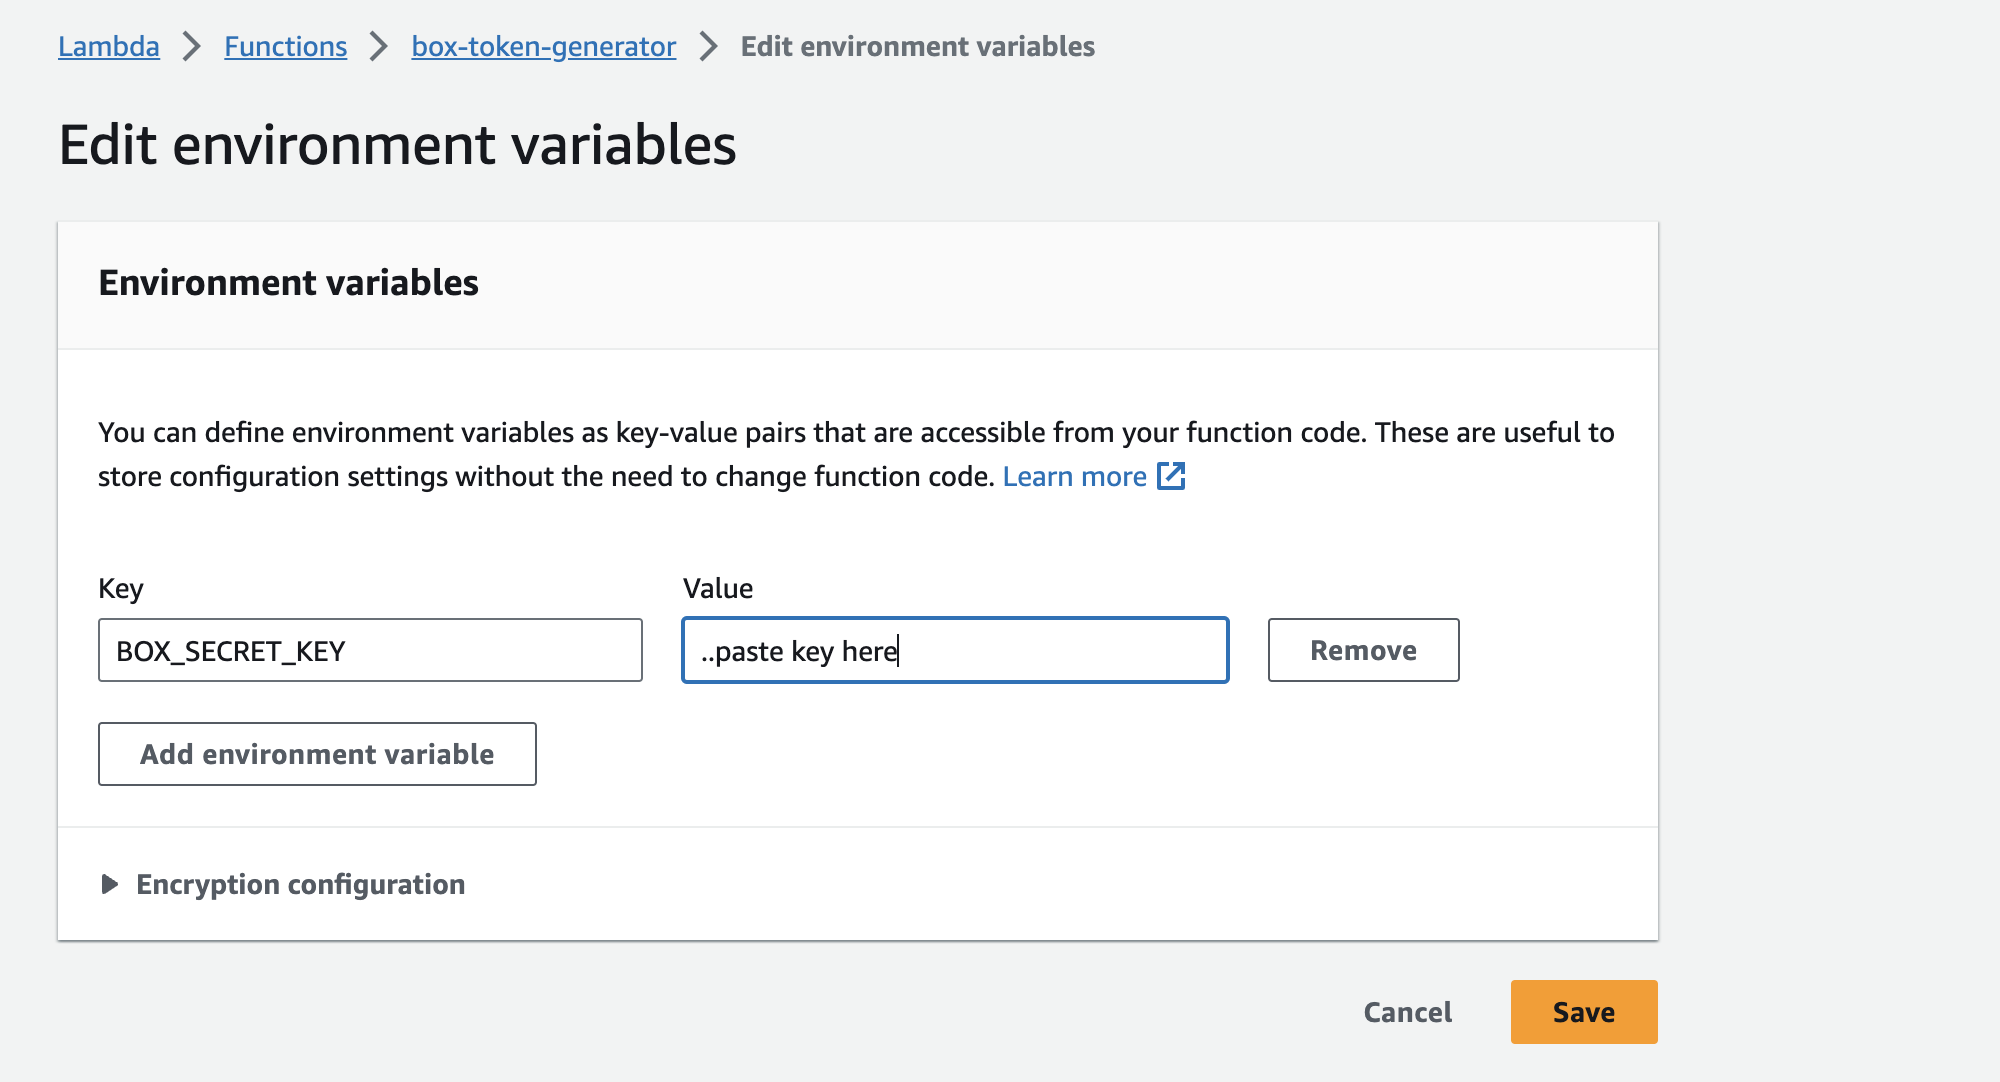 Lambda > Functions > box-token-generator > Edit environment variables
Edit environment variables
Environment variables
You can define environment variables as key-value pairs that are accessible from your function code. These are useful to
store configuration settings without the need to change function code. Learn more
Key Value
BOX_SECRET_KEY ..paste key here Remove
Add environment variable
Encryption configuration
Cancel Save